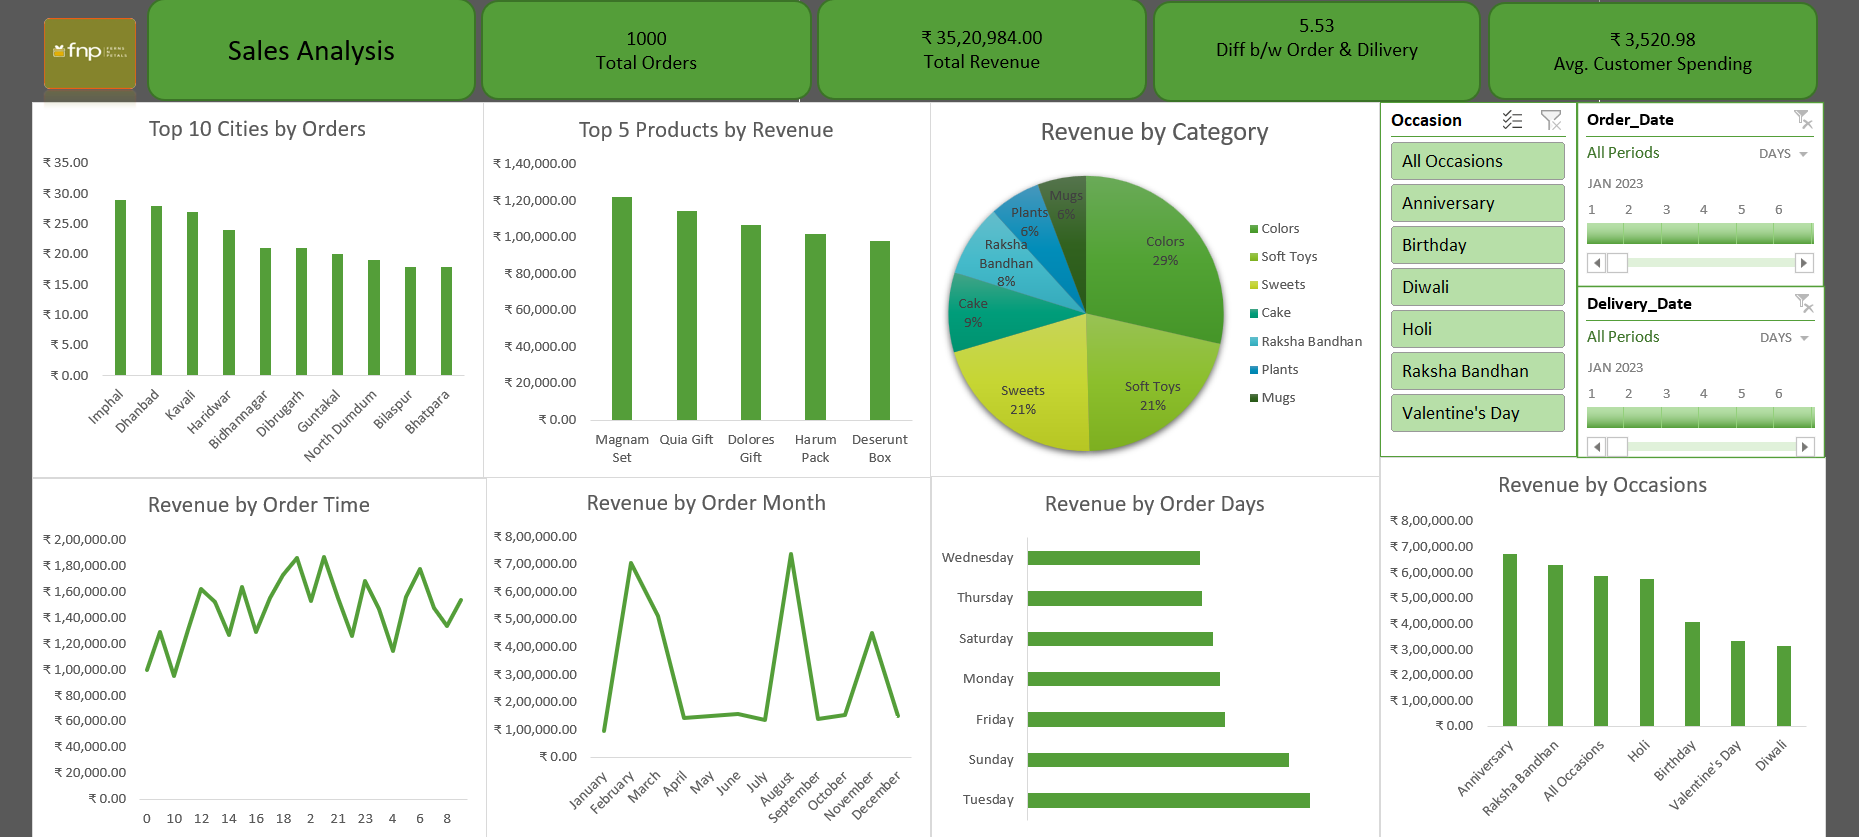 fnp
FERNS
N
PETALS
Sales Analysis
1000
Total Orders
₹ 35,20,984.00
Total Revenue
5.53
Diff b/w Order & Dilivery
₹ 3,520.98
Avg. Customer Spending
Top 10 Cities by Orders
₹ 35.00
₹ 30.00
₹ 25.00
₹ 20.00
₹ 15.00
₹ 10.00
₹ 5.00
₹ 0.00
Imphal
Dhanbad
Kavali
Haridwar
Bidhannagar
Dibrugarh
Guntakal
North Dumdum
Bilaspur
Bhatpara
Top 5 Products by Revenue
₹ 1,40,000.00
₹ 1,20,000.00
₹ 1,00,000.00
₹ 80,000.00
₹ 60,000.00
₹ 40,000.00
₹ 20,000.00
₹ 0.00
Magnam
Set
Quia Gift
Dolores
Gift
Harum
Pack
Deserunt
Box
Revenue by Category
Colors
29%
Soft Toys
21%
Sweets
21%
Cake
9%
Raksha
Bandhan
8%
Plants
6%
Mugs
6%
Colors
Soft Toys
Sweets
Cake
Raksha Bandhan
Plants
Mugs
Occasion
All Occasions
Anniversary
Birthday
Diwali
Holi
Raksha Bandhan
Valentine's Day
Order_Date
All Periods
DAYS
JAN 2023
1 2 3 4 5 6
Delivery_Date
All Periods
DAYS
JAN 2023
1 2 3 4 5 6
Revenue by Order Time
₹ 2,00,000.00
₹ 1,80,000.00
₹ 1,60,000.00
₹ 1,40,000.00
₹ 1,20,000.00
₹ 1,00,000.00
₹ 80,000.00
₹ 60,000.00
₹ 40,000.00
₹ 20,000.00
₹ 0.00
0 10 12 14 16 18 2 21 23 4 6 8
Revenue by Order Month
₹ 8,00,000.00
₹ 7,00,000.00
₹ 6,00,000.00
₹ 5,00,000.00
₹ 4,00,000.00
₹ 3,00,000.00
₹ 2,00,000.00
₹ 1,00,000.00
₹ 0.00
January
February
March
April
May
June
July
August
September
October
November
December
Revenue by Order Days
Wednesday
Thursday
Saturday
Monday
Friday
Sunday
Tuesday
Revenue by Occasions
₹ 8,00,000.00
₹ 7,00,000.00
₹ 6,00,000.00
₹ 5,00,000.00
₹ 4,00,000.00
₹ 3,00,000.00
₹ 2,00,000.00
₹ 1,00,000.00
₹ 0.00
Anniversary
Raksha Bandhan
All Occasions
Holi
Birthday
Valentine's Day
Diwali